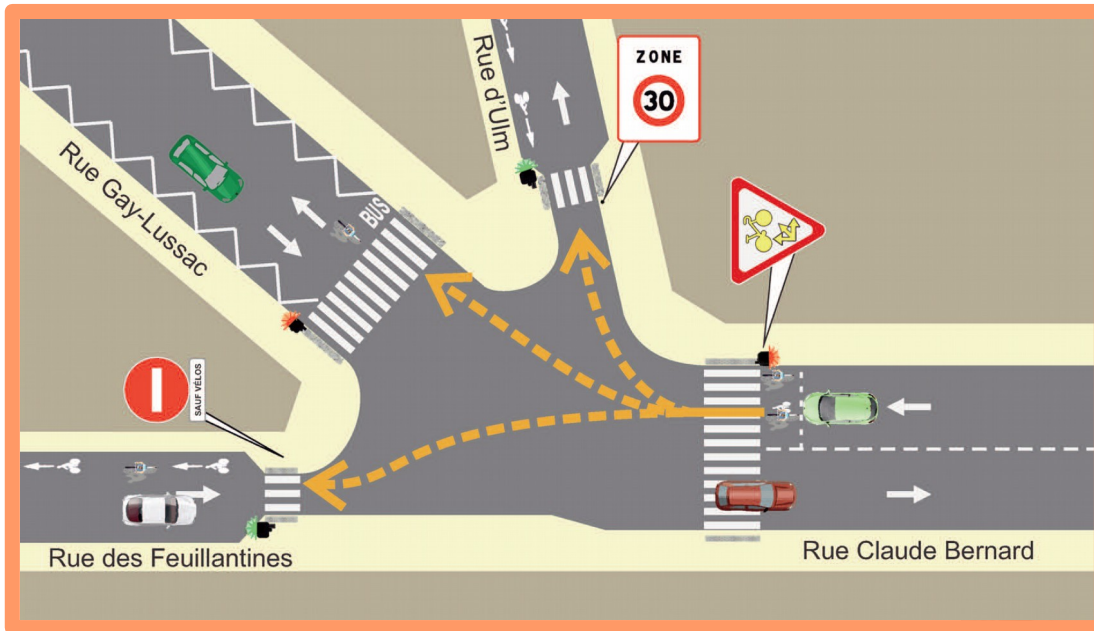 Rue d'Ulm
ZONE
30
Rue Gay-Lussac
BUS
SAUF VÉLOS
Rue des Feuillantines
Rue Claude Bernard